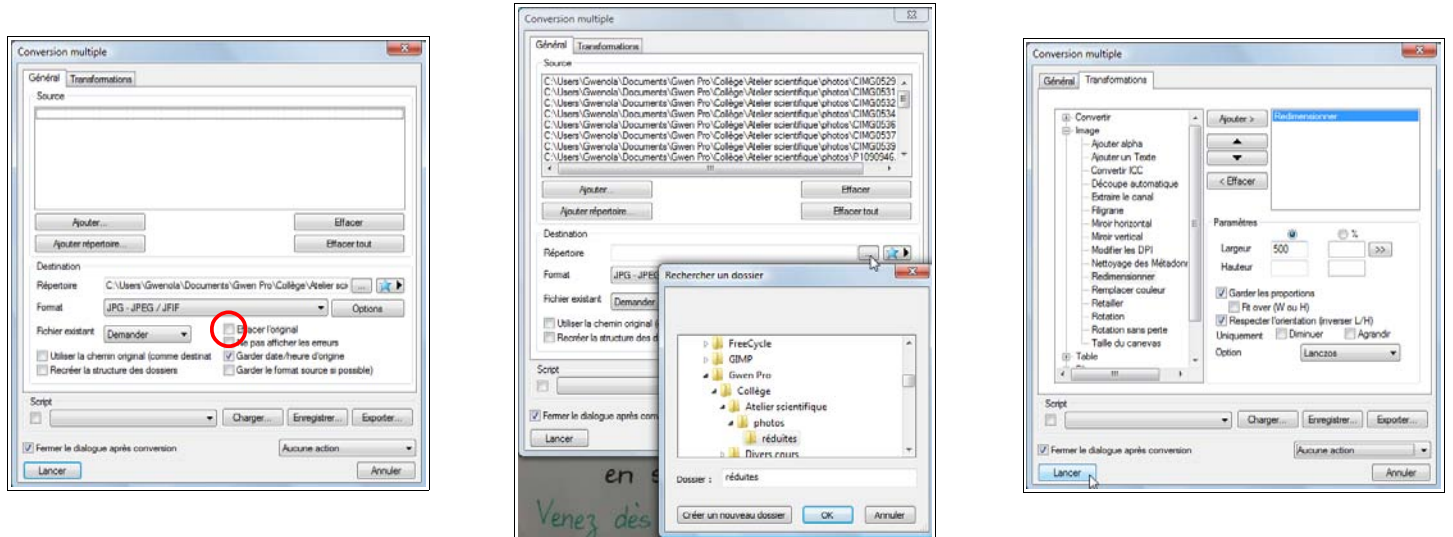 Conversion multiple
Général Transformations
Source
Ajouter... Effacer
Ajouter répertoire... Effacer tout
Destination
Répertoire C:\Users\Gwenola\Documents\Gwen Pro\Collège\Atelier sci ...
Format JPG - JPEG / JFIF Options
Fichier existant Demander Effacer l'original
Ne pas afficher les erreurs
Utiliser la chemin original (comme destinat Garder date/heure d'origine
Recréer la structure des dossiers Garder le format source si possible)
Script
Charger... Enregistrer... Exporter...
Fermer le dialogue après conversion Aucune action
Lancer Annuler
Conversion multiple
Général Transformations
Source
C:\Users\Gwenola\Documents\Gwen Pro\Collège\Atelier scientifique\photos\CIMG0529
C:\Users\Gwenola\Documents\Gwen Pro\Collège\Atelier scientifique\photos\CIMG0531
C:\Users\Gwenola\Documents\Gwen Pro\Collège\Atelier scientifique\photos\CIMG0532
C:\Users\Gwenola\Documents\Gwen Pro\Collège\Atelier scientifique\photos\CIMG0534
C:\Users\Gwenola\Documents\Gwen Pro\Collège\Atelier scientifique\photos\CIMG0536
C:\Users\Gwenola\Documents\Gwen Pro\Collège\Atelier scientifique\photos\CIMG0537
C:\Users\Gwenola\Documents\Gwen Pro\Collège\Atelier scientifique\photos\CIMG0539
C:\Users\Gwenola\Documents\Gwen Pro\Collège\Atelier scientifique\photos\P1090946.
Ajouter... Effacer
Ajouter répertoire... Effacer tout
Destination
Répertoire ...
Format JPG - JPEG
Fichier existant Demander
Utiliser la chemin original (
Recréer la structure des d
Script
Fermer le dialogue après con
Lancer
en s
Venez dès
Rechercher un dossier
FreeCycle
GIMP
Gwen Pro
Collège
Atelier scientifique
photos
réduites
Divers cours
Dossier : réduites
Créer un nouveau dossier OK Annuler
Conversion multiple
Général Transformations
Convertir
Image
Ajouter alpha
Ajouter un Texte
Convertir ICC
Découpe automatique
Extraire le canal
Filigrane
Miroir horizontal
Miroir vertical
Modifier les DPI
Nettoyage des Métadonr
Redimensionner
Remplacer couleur
Retailler
Rotation
Rotation sans perte
Taille du canevas
Table
Ajouter >
< Effacer
Redimensionner
Paramètres
%
Largeur 500 >>
Hauteur
Garder les proportions
Fit over (W ou H)
Respecter l'orientation (inverser L/H)
Uniquement Diminuer Agrandir
Option Lanczos
Script
Charger... Enregistrer... Exporter...
Fermer le dialogue après conversion Aucune action
Lancer Annuler